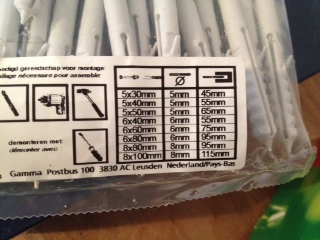 nodigd gereedschap voor montage:
tillage nécessaire pour assemblер:
Ø
5x30mm 5mm 45mm
5x40mm 5mm 55mm
5x50mm 5mm 65mm
6x40mm 6mm 55mm
6x60mm 6mm 75mm
6x80mm 6mm 95mm
8x80mm 8mm 95mm
8x100mm 8mm 115mm
demonteren met
démonter avec:
Gamma Postbus 100 3830 AC Leusden Nederland/Pays-Bas